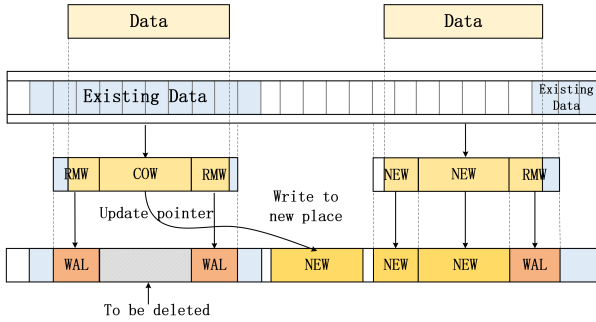 Data
Data
Existing Data
Existing
Data
RMW
COW
RMW
NEW
NEW
RMW
Update pointer
Write to
new place
WAL
WAL
NEW
NEW
NEW
WAL
To be deleted